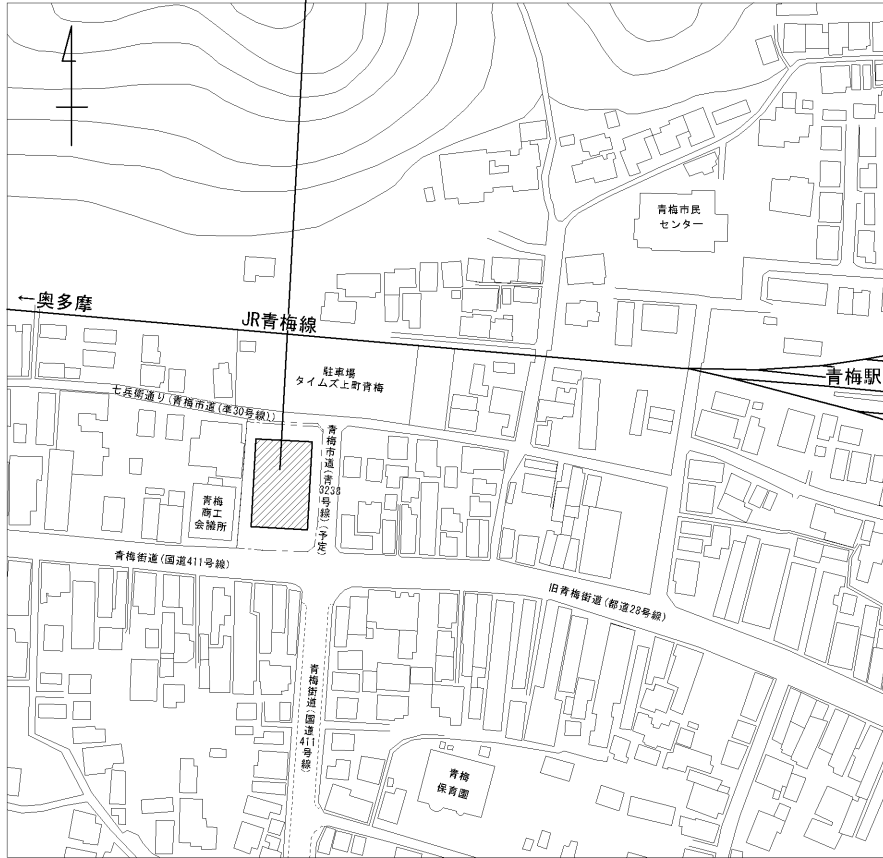 青梅市民
センター
←奥多摩
JR青梅線
駐車場
タイムズ上町青梅
青梅駅
七兵衛通り(青梅市道(準30号線))
青梅市道(青3238号線)(予定)
青梅
商工
会議所
青梅街道(国道411号線)
旧青梅街道(都道28号線)
青梅街道(国道411号線)
青梅
保育園